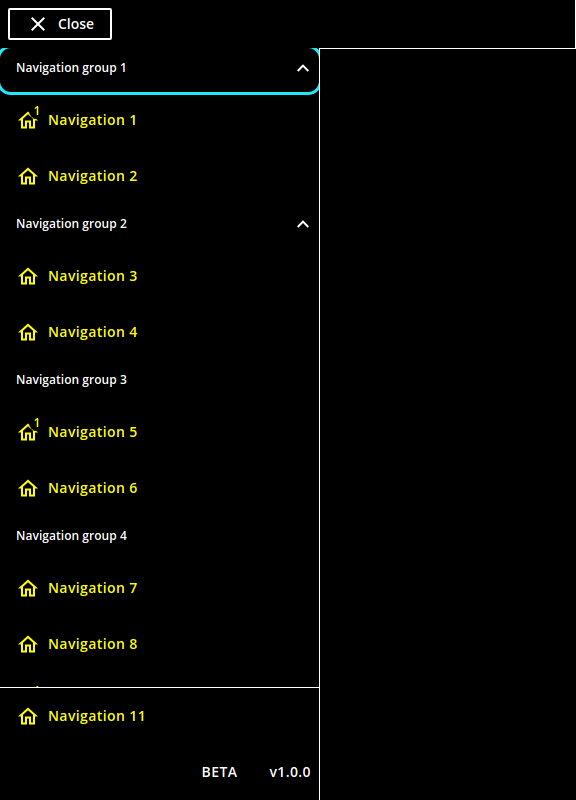 Close
Navigation group 1
1
Navigation 1
Navigation 2
Navigation group 2
Navigation 3
Navigation 4
Navigation group 3
1
Navigation 5
Navigation 6
Navigation group 4
Navigation 7
Navigation 8
Navigation 11
BETA v1.0.0